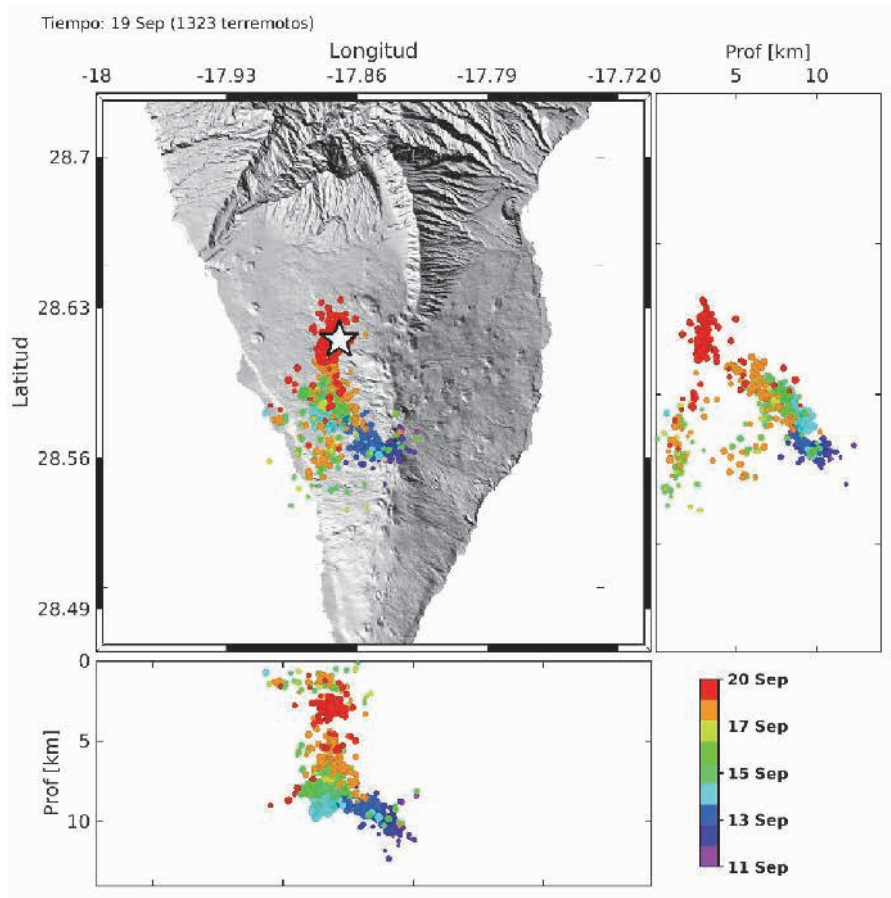 Tiempo: 19 Sep (1323 terremotos)
Longitud
-18 -17.93 -17.86 -17.79 -17.72
Prof [km]
0 5 10
Latitud
28.7
28.63
28.56
28.49
Prof [km]
0
5
10
20 Sep
17 Sep
15 Sep
13 Sep
11 Sep